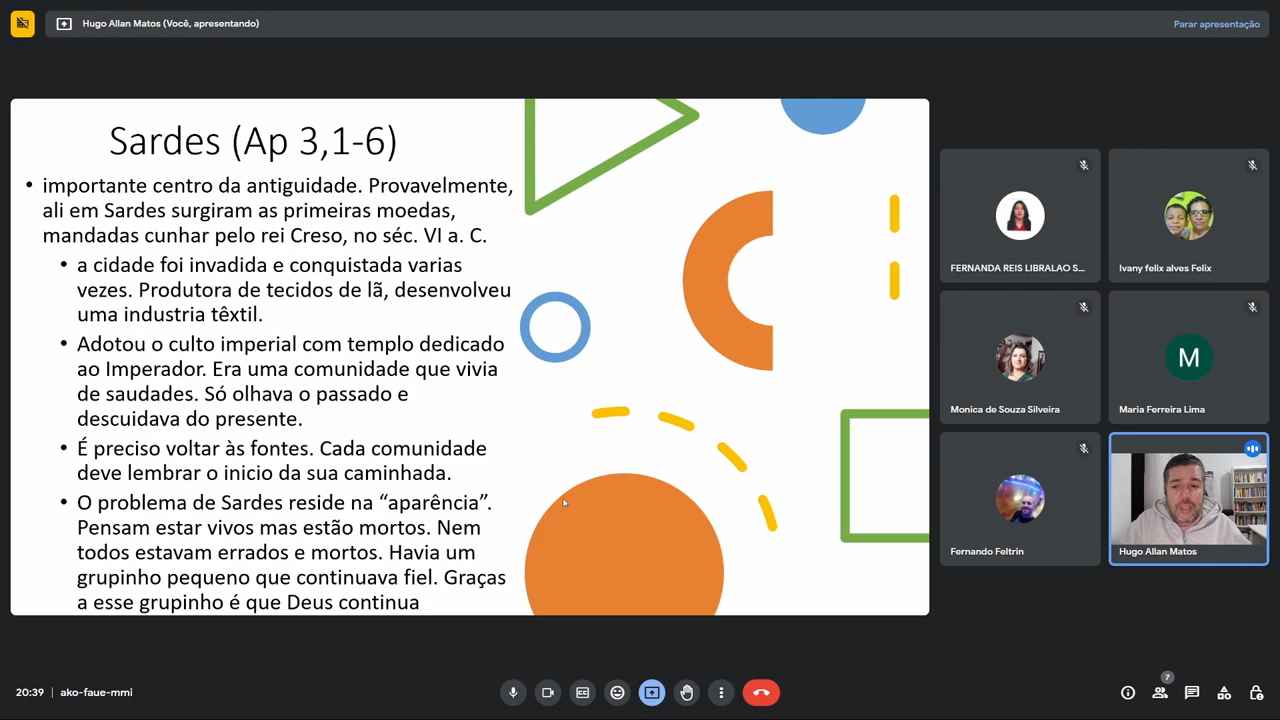 Hugo Allan Matos (Você, apresentando)
Parar apresentação
Sardes (Ap 3,1-6)
• importante centro da antiguidade. Provavelmente,
ali em Sardes surgiram as primeiras moedas,
mandadas cunhar pelo rei Creso, no séc. VI a. C.
• a cidade foi invadida e conquistada varias
vezes. Produtora de tecidos de lã, desenvolveu
uma industria têxtil.
• Adotou o culto imperial com templo dedicado
ao Imperador. Era uma comunidade que vivia
de saudades. Só olhava o passado e
descuidava do presente.
• É preciso voltar às fontes. Cada comunidade
deve lembrar o inicio da sua caminhada.
• O problema de Sardes reside na “aparência”.
Pensam estar vivos mas estão mortos. Nem
todos estavam errados e mortos. Havia um
grupinho pequeno que continuava fiel. Graças
a esse grupinho é que Deus continua
FERNANDA REIS LIBRALAO S...
Ivany felix alves Felix
Monica de Souza Silveira
M
Maria Ferreira Lima
Fernando Feltrin
Hugo Allan Matos
20:39 | ako-faue-mmi
7